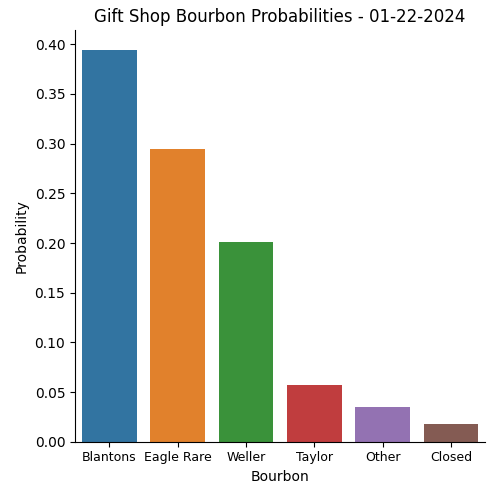 Gift Shop Bourbon Probabilities - 01-22-2024
Probability
0.40
0.35
0.30
0.25
0.20
0.15
0.10
0.05
0.00
Blantons Eagle Rare Weller Taylor Other Closed
Bourbon